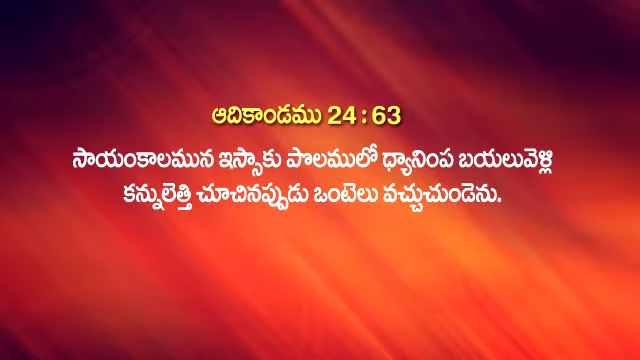 ఆదికాండము 24 : 63
సాయంకాలమున ఇస్సాకు పొలములో ధ్యానింప బయలువెళ్లి
కన్నులెత్తి చూచినప్పుడు ఒంటెలు వచ్చుచుండెను.